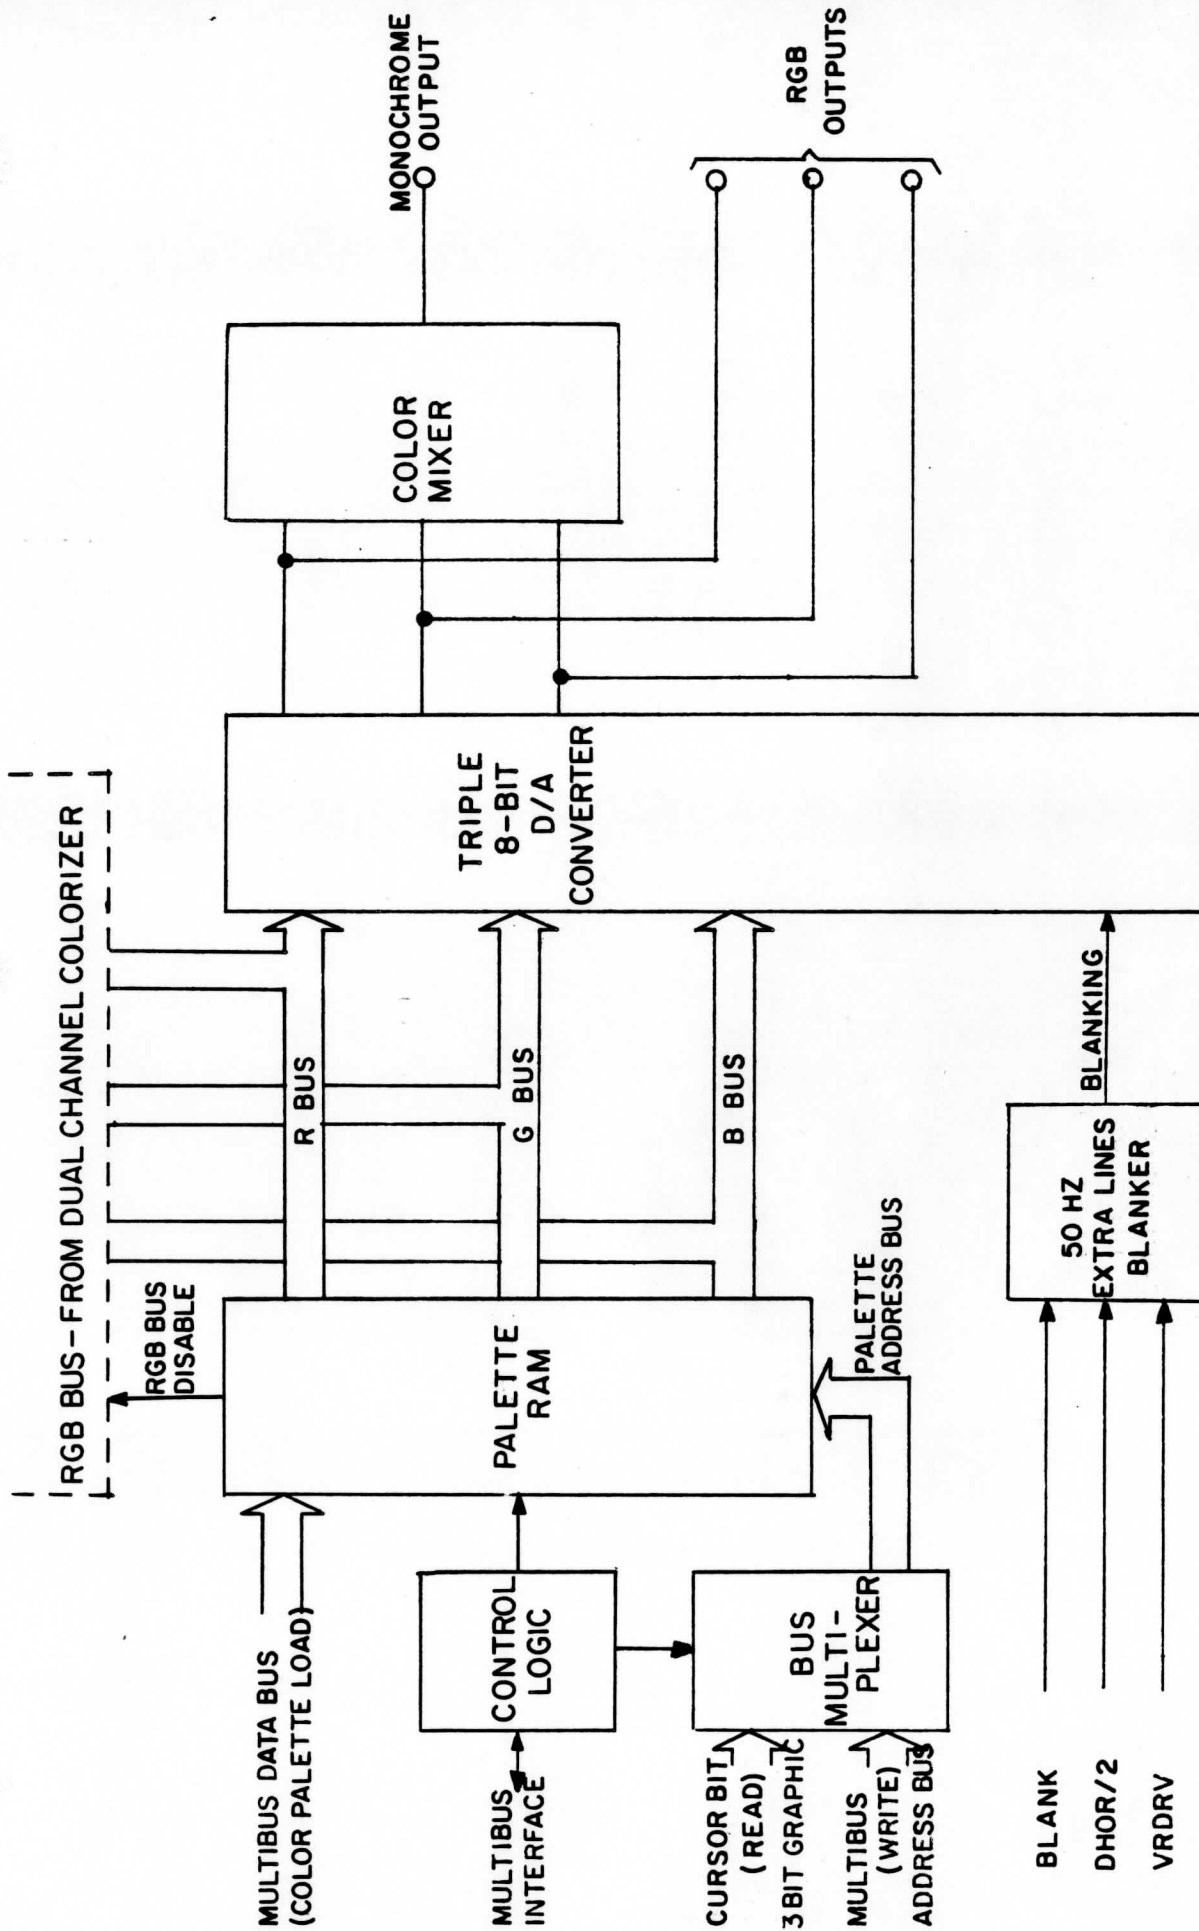 RGB BUS-FROM DUAL CHANNEL COLORIZER
MULTIBUS DATA BUS
(COLOR PALETTE LOAD)
RGB BUS
DISABLE
R BUS
G BUS
B BUS
MULTIBUS
INTERFACE
CONTROL
LOGIC
PALETTE
RAM
TRIPLE
8-BIT
D/A
CONVERTER
COLOR
MIXER
MONOCHROME
OUTPUT
RGB
OUTPUTS
CURSOR BIT
(READ)
3 BIT GRAPHIC
MULTIBUS
(WRITE)
ADDRESS BUS
BUS
MULTI-
PLEXER
PALETTE
ADDRESS BUS
BLANK
DHOR/2
VRDRV
50 HZ
EXTRA LINES
BLANKER
BLANKING